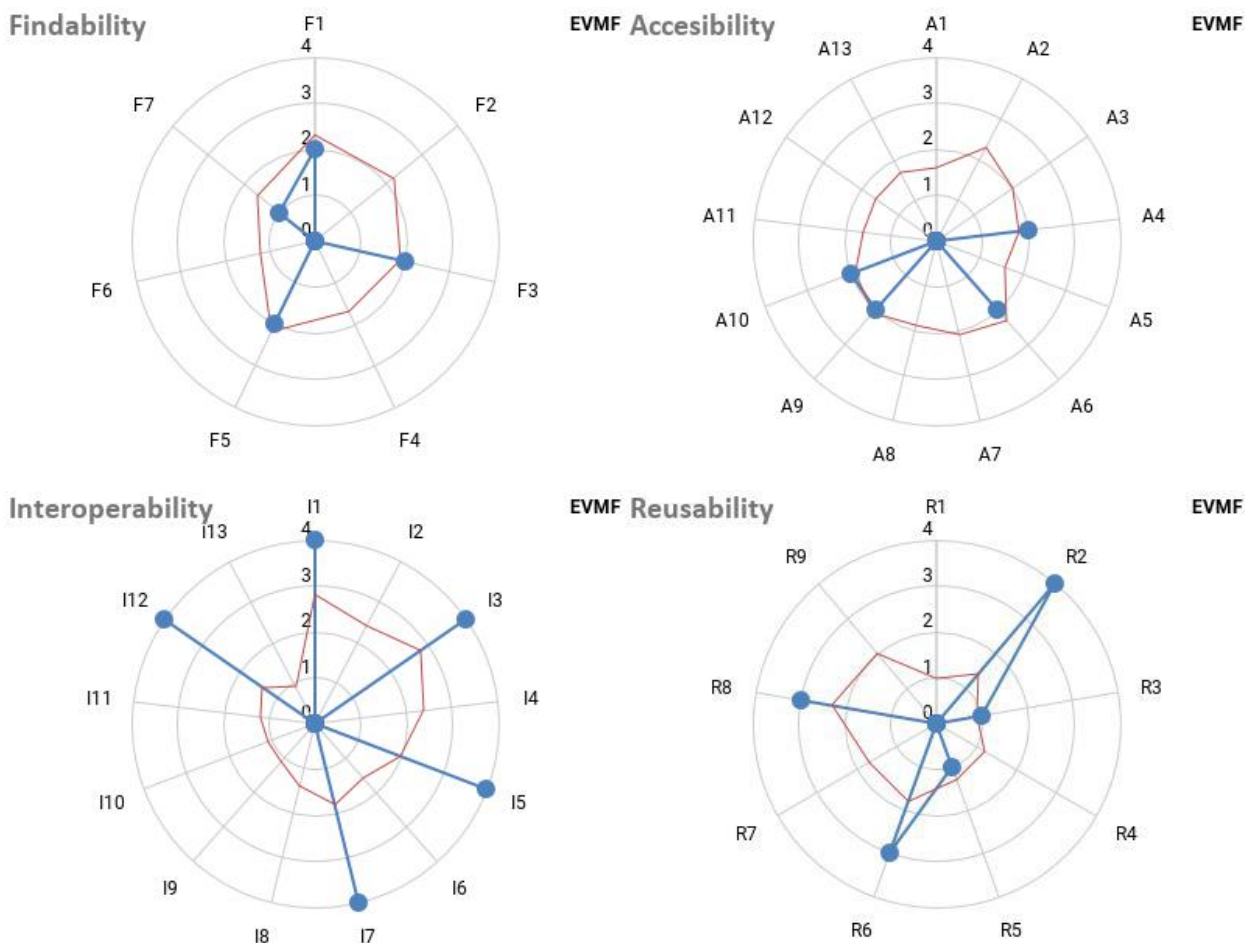 Findability
F1
EVMF
4
3
2
1
0
F2
F3
F4
F5
F6
F7
Accesibility
A1
EVMF
4
3
2
1
0
A2
A3
A4
A5
A6
A7
A8
A9
A10
A11
A12
A13
Interoperability
I1
EVMF
4
3
2
1
0
I2
I3
I4
I5
I6
I7
I8
I9
I10
I11
I12
I13
Reusability
R1
EVMF
4
3
2
1
0
R2
R3
R4
R5
R6
R7
R8
R9